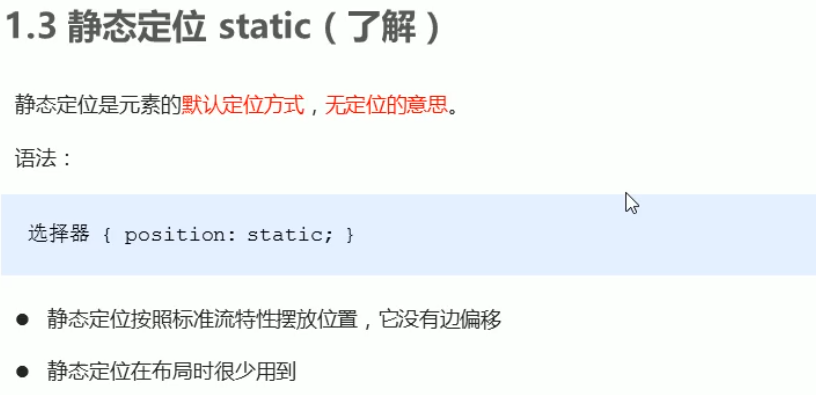 1.3 静态定位 static（了解）
静态定位是元素的默认定位方式，无定位的意思。
语法：
选择器 { position: static; }
● 静态定位按照标准流特性摆放位置，它没有边偏移
● 静态定位在布局时很少用到